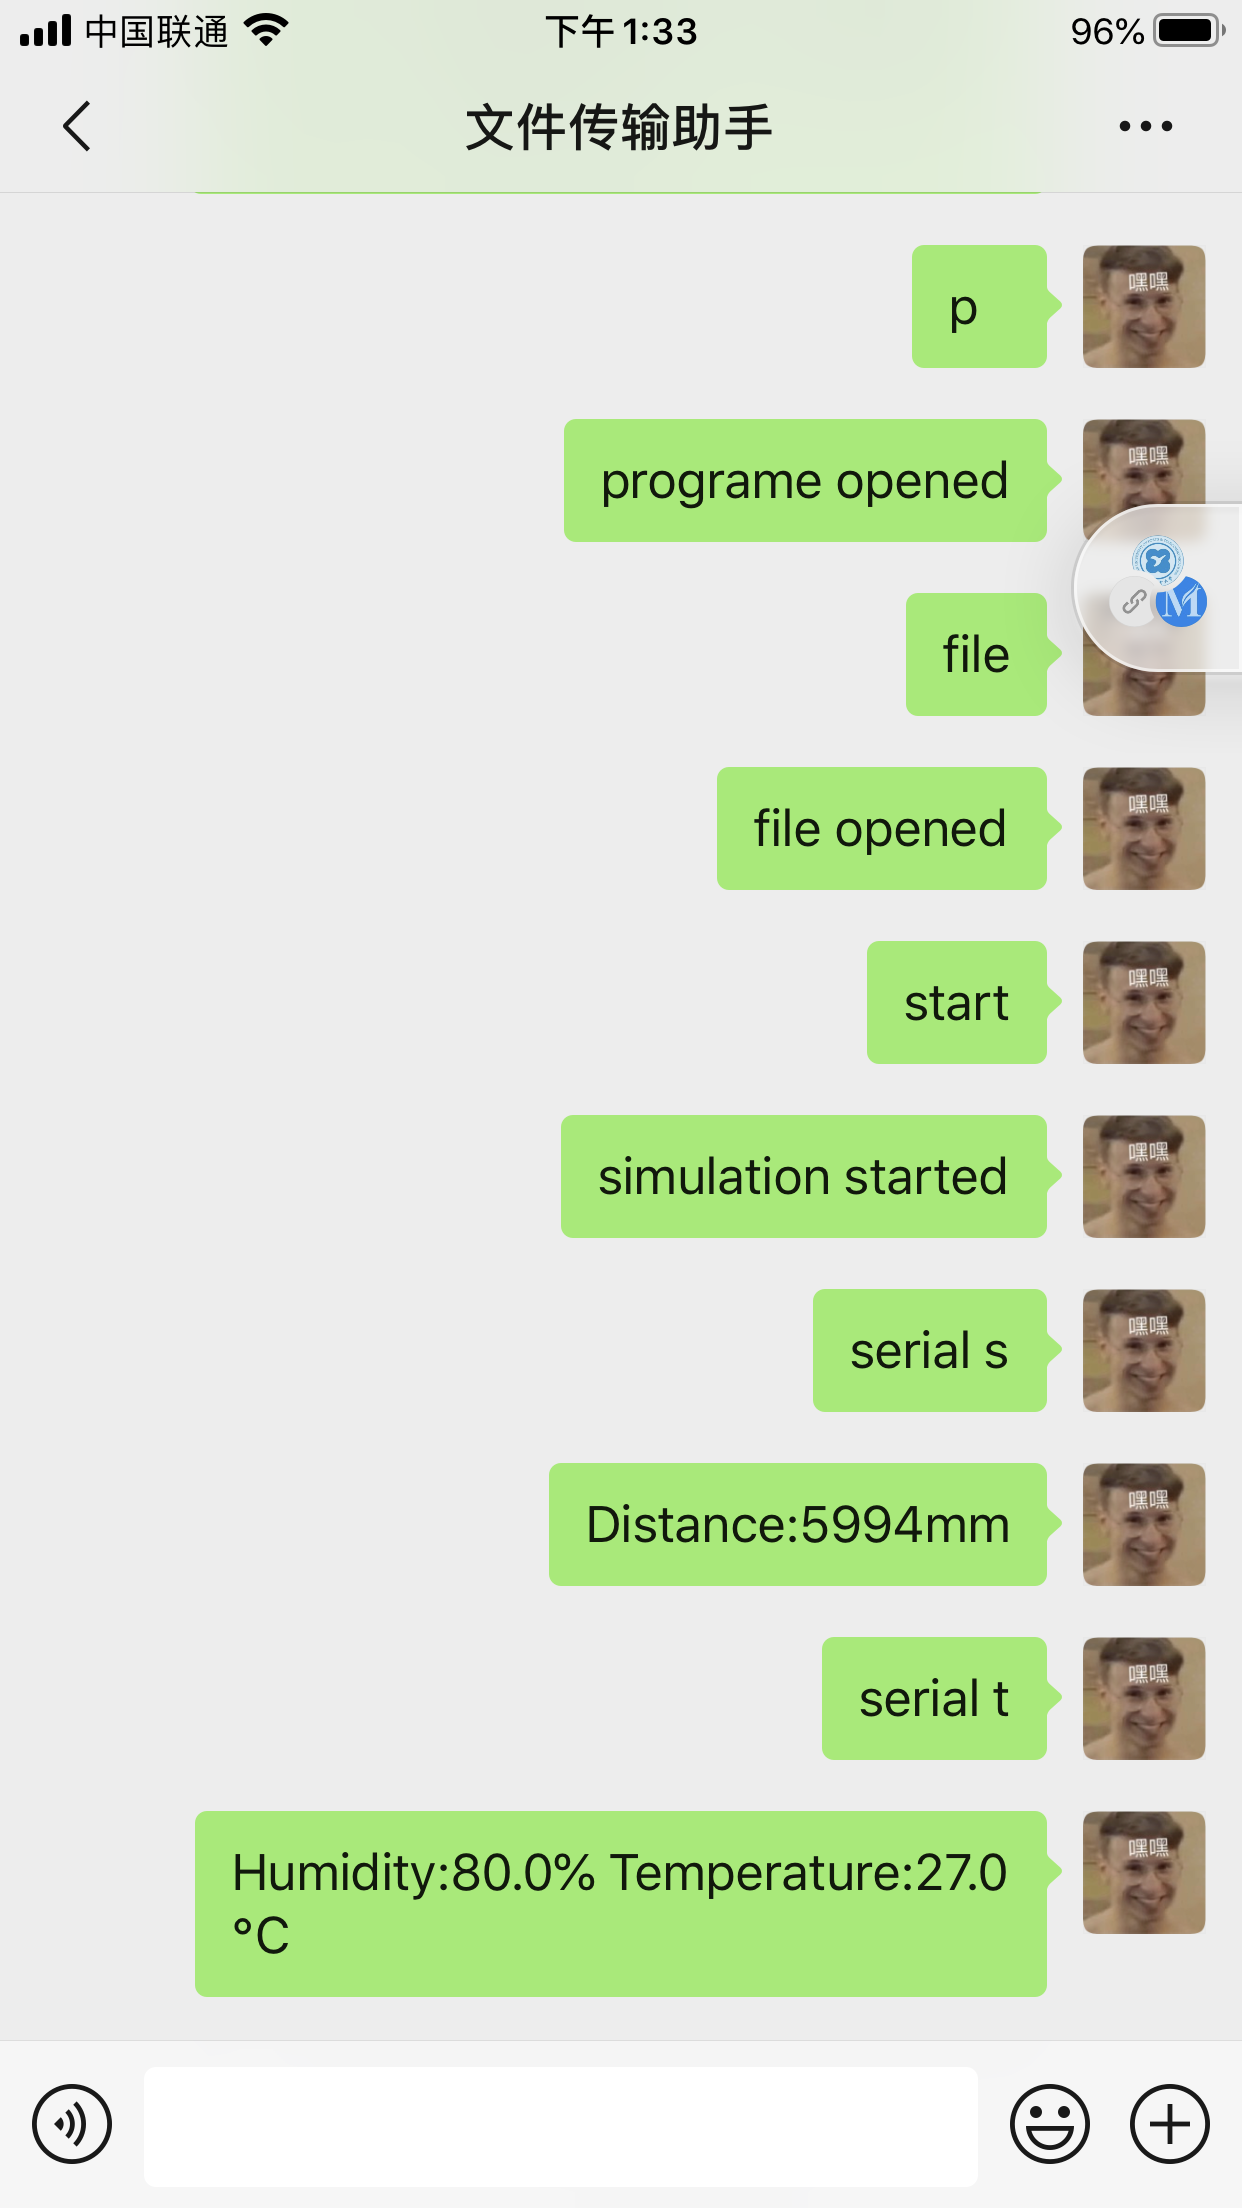 中国联通
下午 1:33
96%
文件传输助手
p
嘿嘿
programe opened
嘿嘿
file
file opened
嘿嘿
start
嘿嘿
simulation started
嘿嘿
serial s
嘿嘿
Distance:5994mm
嘿嘿
serial t
嘿嘿
Humidity:80.0% Temperature:27.0
°C
嘿嘿